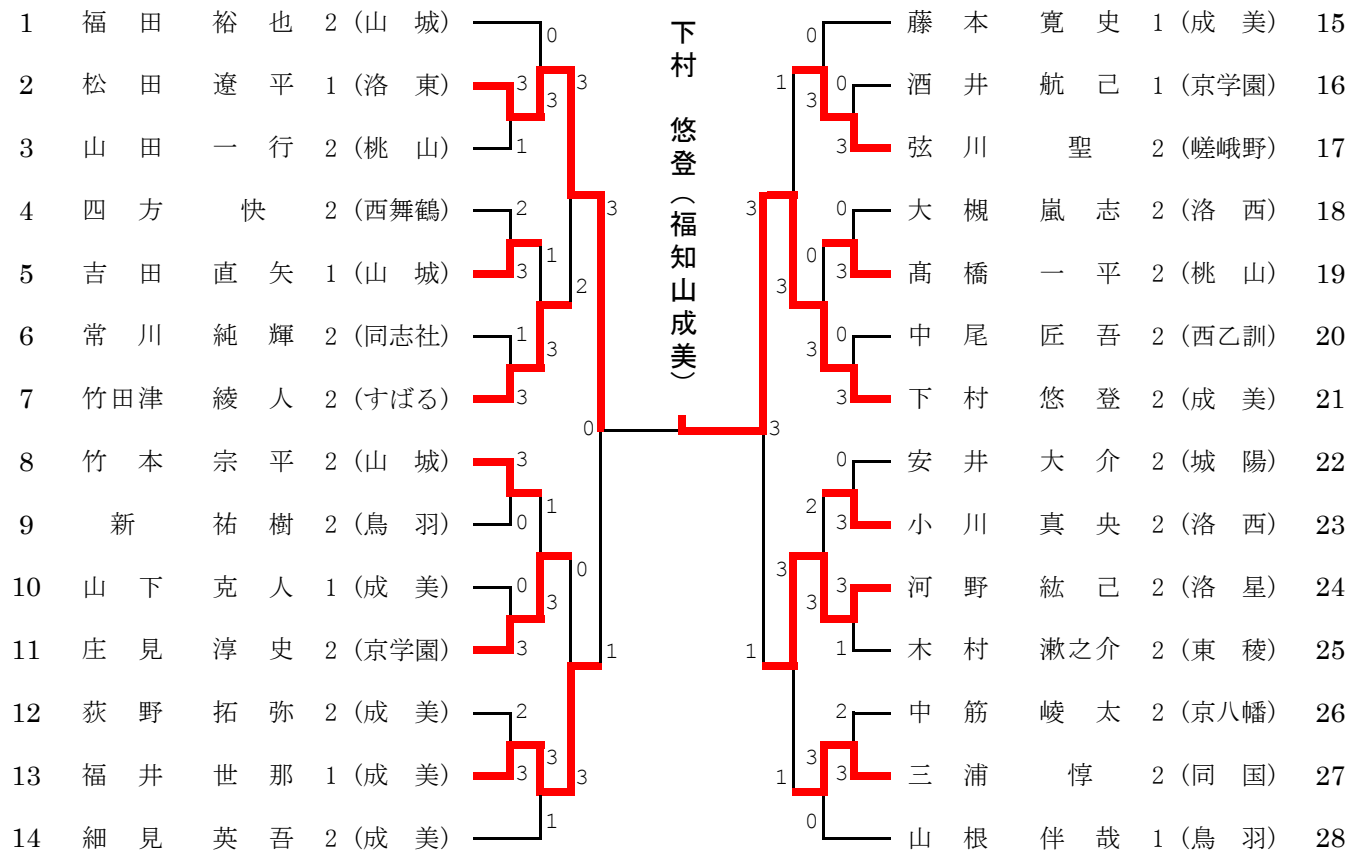 1 福田 裕也 2 (山城)
2 松田 遼平 1 (洛東)
3 山田 一行 2 (桃山)
4 四方 快 2 (西舞鶴)
5 吉田 直矢 1 (山城)
6 常川 純輝 2 (同志社)
7 竹田津 綾人 2 (すばる)
8 竹本 宗平 2 (山城)
9 新 祐樹 2 (鳥羽)
10 山下 克人 1 (成美)
11 庄見 淳史 2 (京学園)
12 荻野 拓弥 2 (成美)
13 福井 世那 1 (成美)
14 細見 英吾 2 (成美)
0
3
3
3
1
2
3
3
1
2
1
3
3
0
3
1
0
0
0
3
3
1
2
3
3
3
1
下村 悠登(福知山成美)
0
1
0
3
3
0
3
0
3
3
0
3
3
3
0
2
3
3
3
3
1
1
2
3
3
1
0
藤本 寛史 1 (成美) 15
酒井 航己 1 (京学園) 16
弦川 聖 2 (嵯峨野) 17
大槻 嵐志 2 (洛西) 18
髙橋 一平 2 (桃山) 19
中尾 匠吾 2 (西乙訓) 20
下村 悠登 2 (成美) 21
安井 大介 2 (城陽) 22
小川 真央 2 (洛西) 23
河野 紘己 2 (洛星) 24
木村 漱之介 2 (東稜) 25
中筋 崚太 2 (京八幡) 26
三浦 惇 2 (同国) 27
山根 伴哉 1 (鳥羽) 28